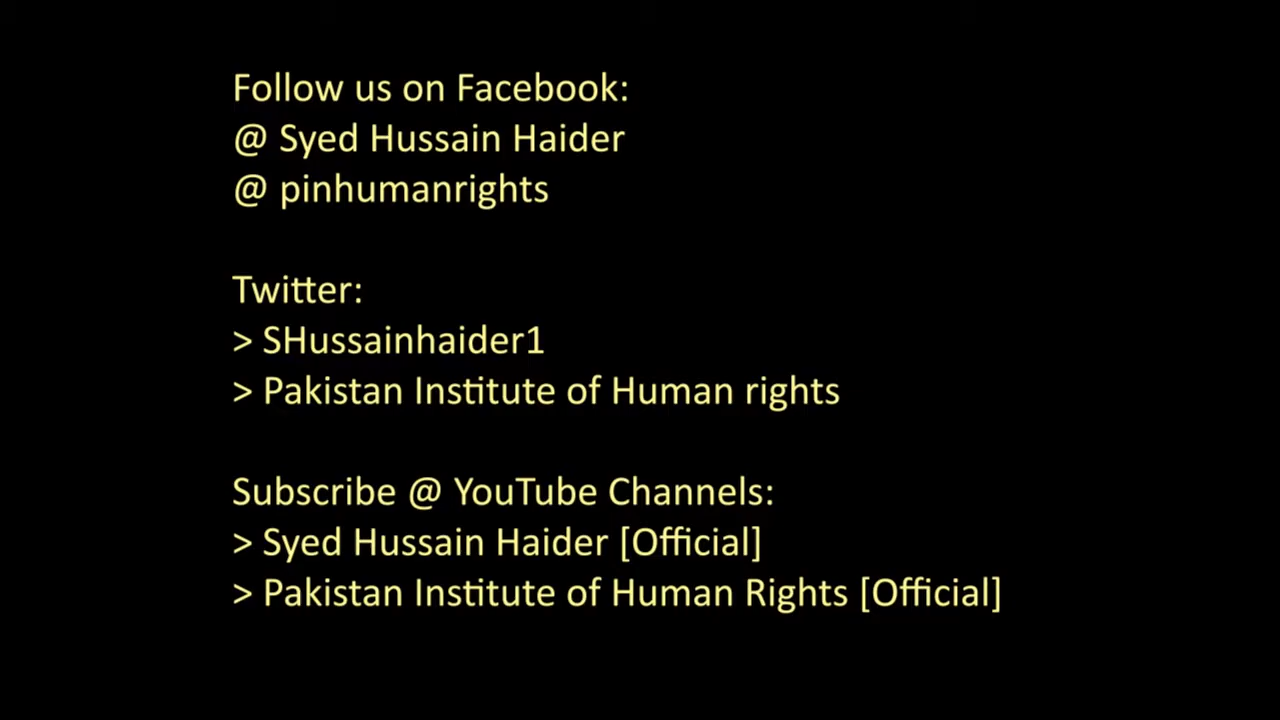 Follow us on Facebook:
@ Syed Hussain Haider
@ pinhumanrights
Twitter:
> SHussainhaider1
> Pakistan Institute of Human rights
Subscribe @ YouTube Channels:
> Syed Hussain Haider [Official]
> Pakistan Institute of Human Rights [Official]